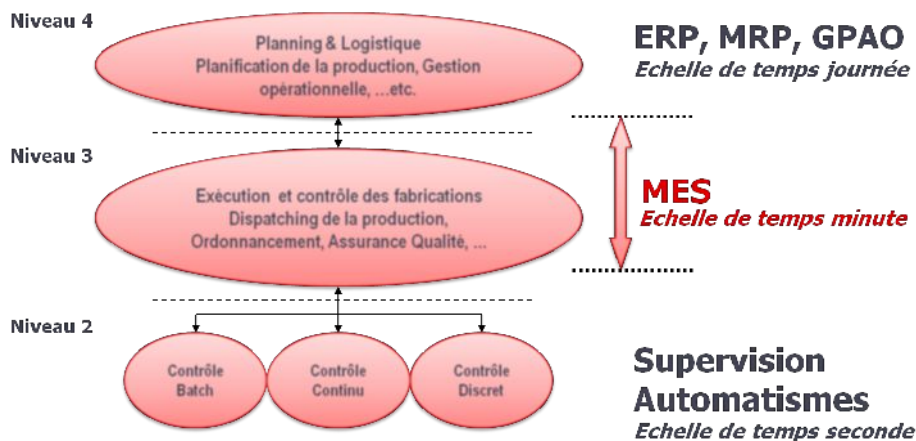 Niveau 4
Planning & Logistique
Planification de la production, Gestion
opérationnelle, ...etc.
ERP, MRP, GPAO
Echelle de temps journée
Niveau 3
Exécution et contrôle des fabrications
Dispatching de la production,
Ordonnancement, Assurance Qualité, ...
MES
Echelle de temps minute
Niveau 2
Contrôle
Batch
Contrôle
Continu
Contrôle
Discret
Supervision
Automatismes
Echelle de temps seconde